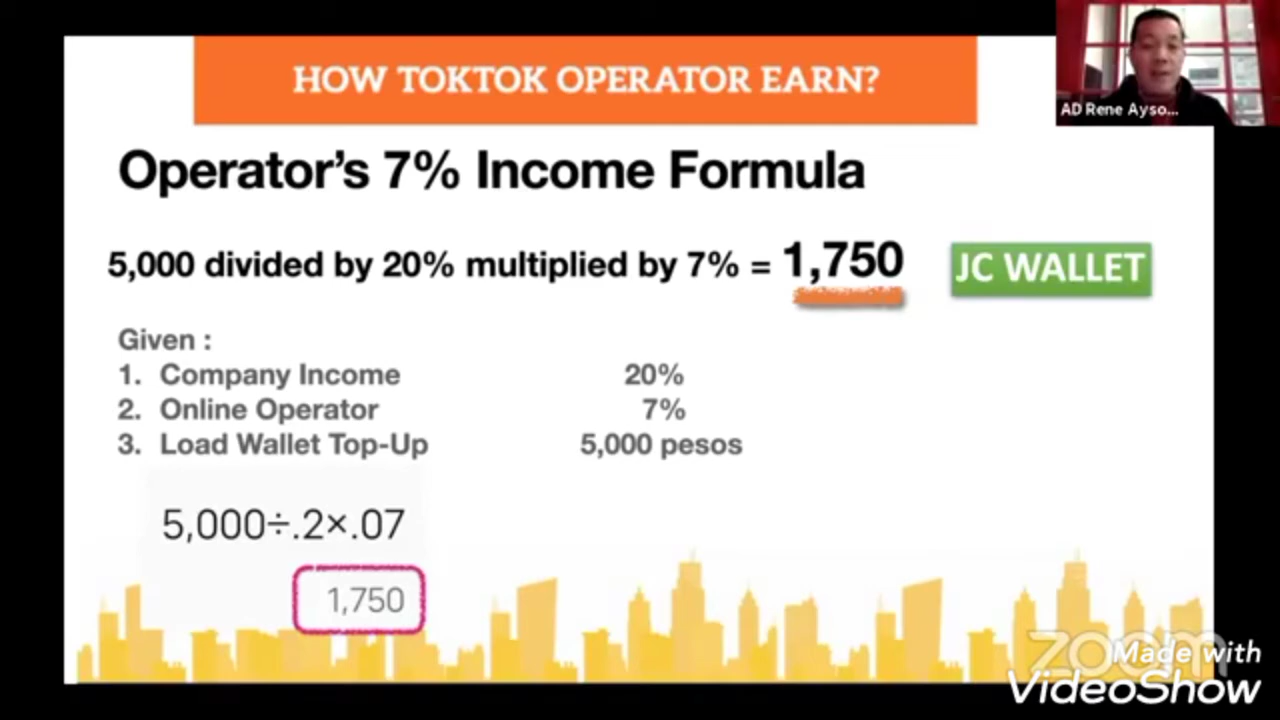 HOW TOKTOK OPERATOR EARN?
AD Rene Ayso...
Operator's 7% Income Formula
5,000 divided by 20% multiplied by 7% = 1,750
JC WALLET
Given :
1. Company Income 20%
2. Online Operator 7%
3. Load Wallet Top-Up 5,000 pesos
5,000÷.2×.07
1,750
zoom
Made with
VideoShow